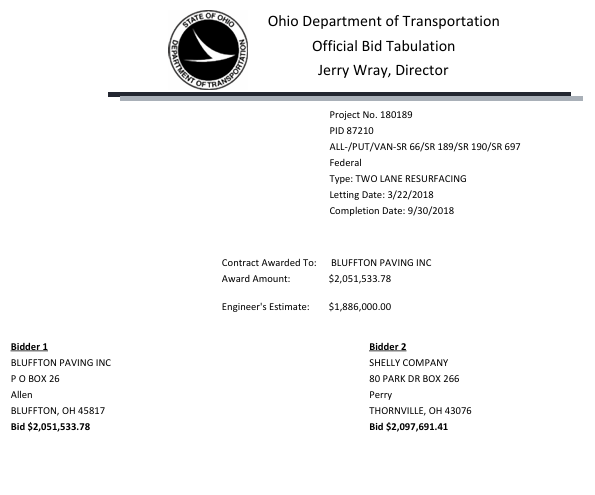 STATE OF OHIO
DEPARTMENT OF TRANSPORTATION
Ohio Department of Transportation
Official Bid Tabulation
Jerry Wray, Director
Project No. 180189
PID 87210
ALL-/PUT/VAN-SR 66/SR 189/SR 190/SR 697
Federal
Type: TWO LANE RESURFACING
Letting Date: 3/22/2018
Completion Date: 9/30/2018
Contract Awarded To: BLUFFTON PAVING INC
Award Amount: $2,051,533.78
Engineer's Estimate: $1,886,000.00
Bidder 1
BLUFFTON PAVING INC
P O BOX 26
Allen
BLUFFTON, OH 45817
Bid $2,051,533.78
Bidder 2
SHELLY COMPANY
80 PARK DR BOX 266
Perry
THORNVILLE, OH 43076
Bid $2,097,691.41